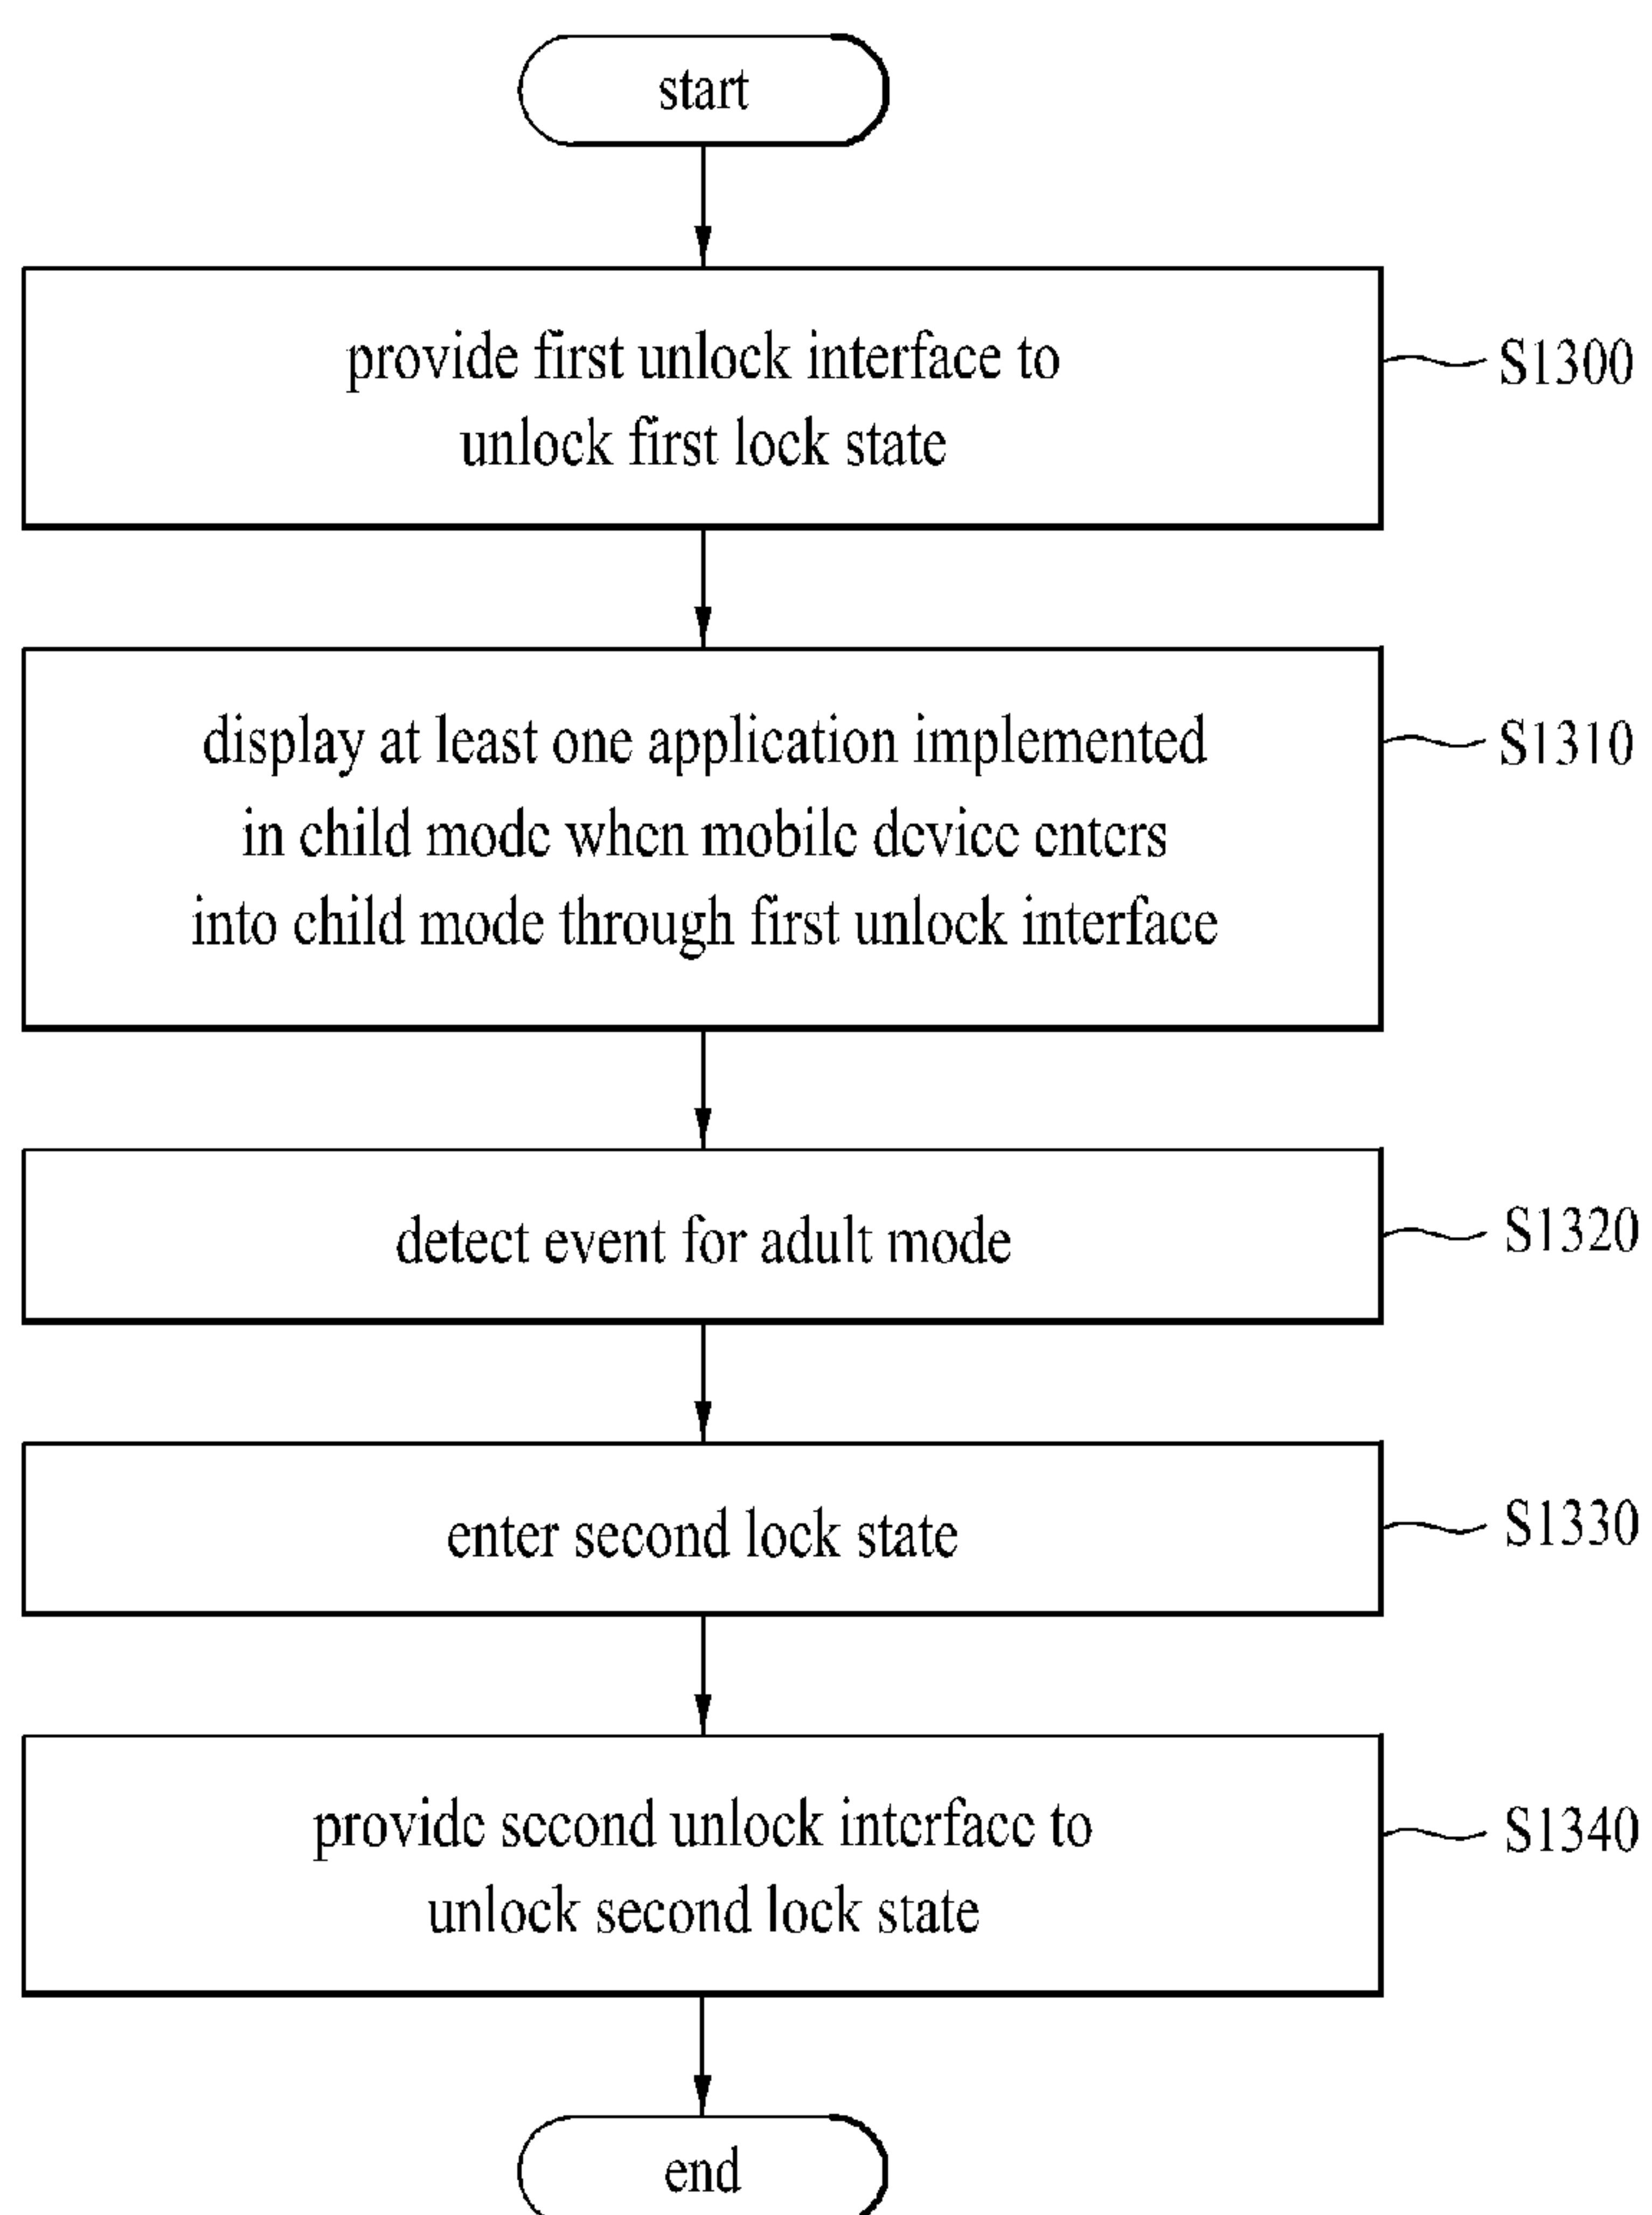 start
provide first unlock interface to
unlock first lock state
S1300
display at least one application implemented
in child mode when mobile device enters
into child mode through first unlock interface
S1310
detect event for adult mode
S1320
enter second lock state
S1330
provide second unlock interface to
unlock second lock state
S1340
end